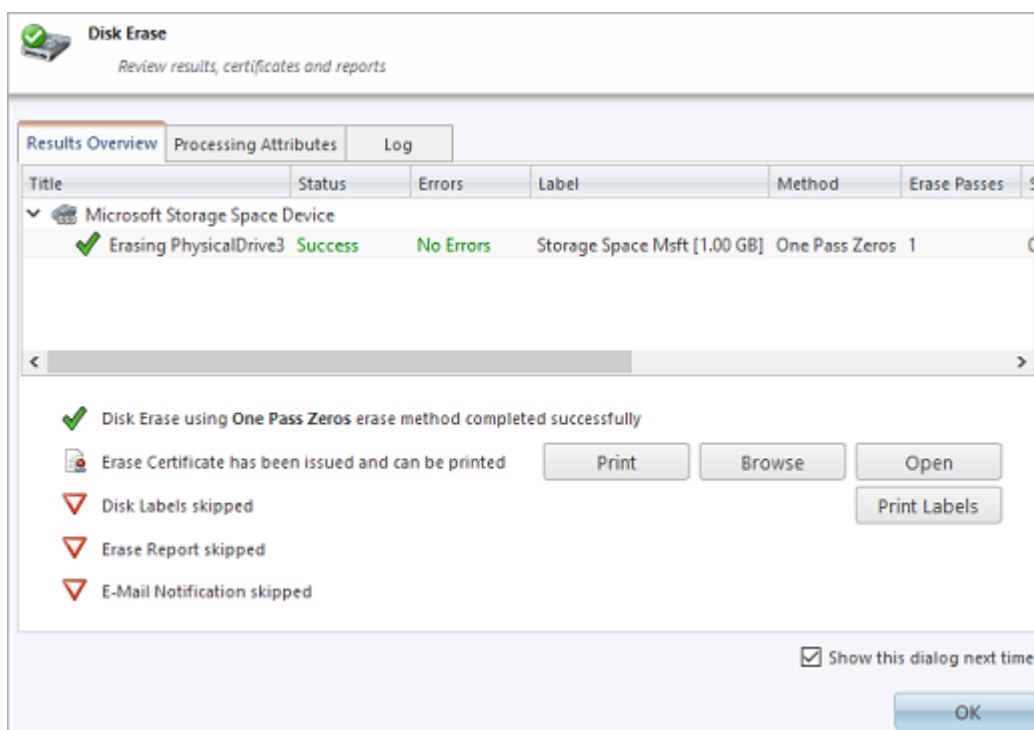 Disk Erase
Review results, certificates and reports
Results Overview Processing Attributes Log
Title Status Errors Label Method Erase Passes
Microsoft Storage Space Device
Erasing PhysicalDrive3 Success No Errors Storage Space Msft [1.00 GB] One Pass Zeros 1
Disk Erase using One Pass Zeros erase method completed successfully
Erase Certificate has been issued and can be printed Print Browse Open
Disk Labels skipped Print Labels
Erase Report skipped
E-Mail Notification skipped
Show this dialog next time
OK